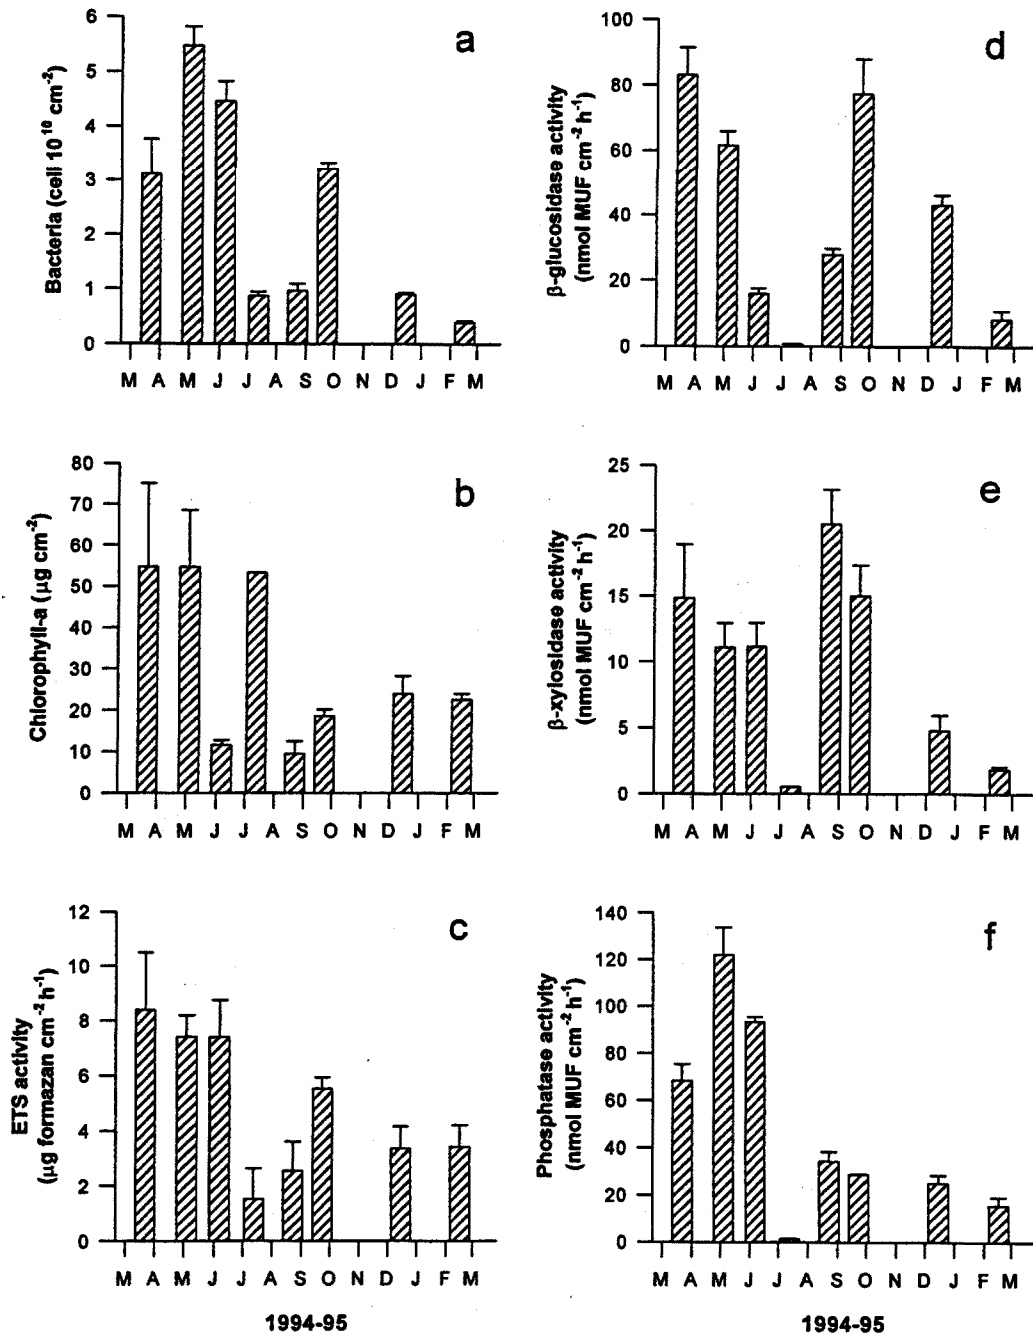 a
Bacteria (cell 10¹⁰ cm⁻²)
6
5
4
3
2
1
0
M A M J J A S O N D J F M
d
β-glucosidase activity
(nmol MUF cm⁻² h⁻¹)
100
80
60
40
20
0
M A M J J A S O N D J F M
b
Chlorophyll-a (μg cm⁻²)
80
70
60
50
40
30
20
10
0
M A M J J A S O N D J F M
e
β-xylosidase activity
(nmol MUF cm⁻² h⁻¹)
25
20
15
10
5
0
M A M J J A S O N D J F M
c
ETS activity
(μg formazan cm⁻² h⁻¹)
12
10
8
6
4
2
0
M A M J J A S O N D J F M
1994-95
f
Phosphatase activity
(nmol MUF cm⁻² h⁻¹)
140
120
100
80
60
40
20
0
M A M J J A S O N D J F M
1994-95